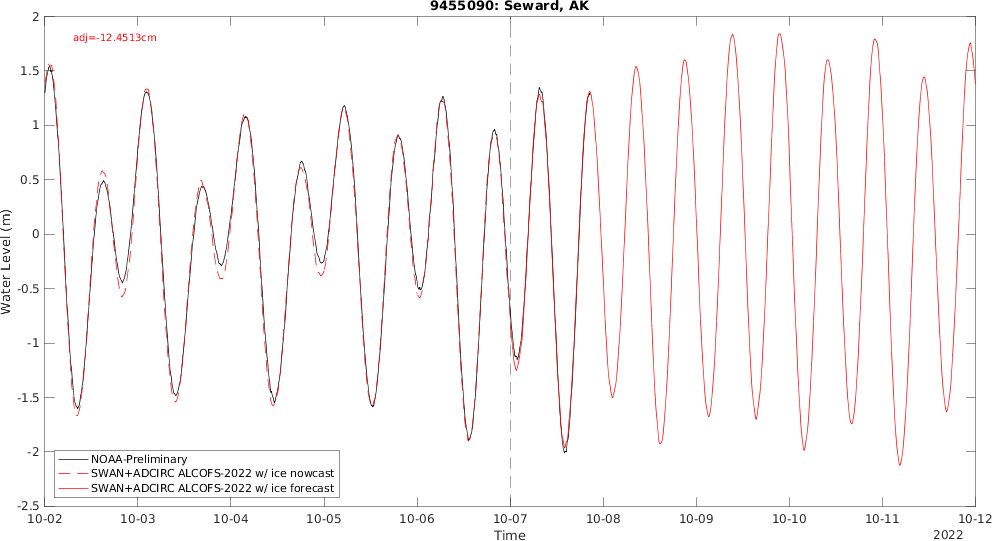 9455090: Seward, AK
adj=-12.4513cm
2
1.5
1
0.5
0
-0.5
-1
-1.5
-2
-2.5
Water Level (m)
NOAA-Preliminary
SWAN+ADCIRC ALCOFS-2022 w/ ice nowcast
SWAN+ADCIRC ALCOFS-2022 w/ ice forecast
10-02 10-03 10-04 10-05 10-06 10-07 10-08 10-09 10-10 10-11 10-12
Time
2022